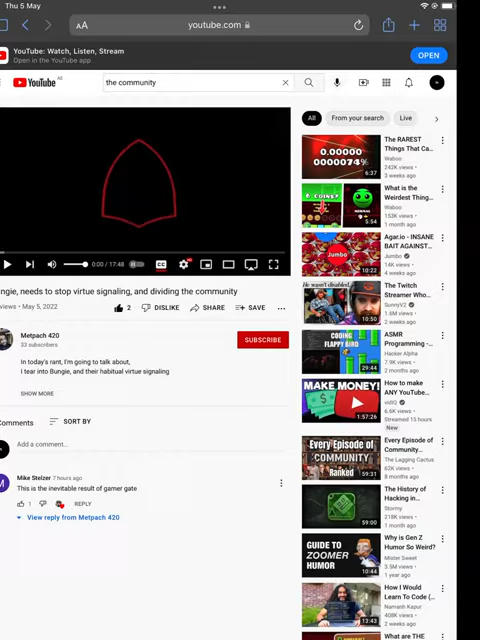 Thu 5 May
AA
youtube.com
YouTube: Watch, Listen, Stream
Open in the YouTube app
OPEN
YouTube
AE
the community
0:00 / 17:48
CC
ngie, needs to stop virtue signaling, and dividing the community
views • May 5, 2022
2
DISLIKE
SHARE
SAVE
Metpach 420
33 subscribers
SUBSCRIBE
In today's rant, I'm going to talk about,
I tear into Bungie, and their habitual virtue signaling
SHOW MORE
Comments
SORT BY
Add a comment...
Mike Stelzer 7 hours ago
This is the inevitable result of gamer gate
1
REPLY
View reply from Metpach 420
All
From your search
Live
0.00000
0000074%
6:37
The RAREST
Things That Ca...
Waboo
242K views •
3 weeks ago
6 COINS?
NORMAL
5:54
What is the
Weirdest Thing...
Waboo
153K views •
1 month ago
Jumbo
10:22
Agar.io - INSANE
BAIT AGAINST...
Jumbo
14K views •
4 weeks ago
He wasn't disabled..
10:50
The Twitch
Streamer Who...
SunnyV2
1.6M views •
2 weeks ago
CODING
FLAPPY BIRD
29:44
ASMR
Programming -...
Hacker Alpha
7.9K views •
2 months ago
MAKE MONEY!
1:57:26
How to make
ANY YouTube...
vidIQ
6.6K views •
Streamed 15 hours
New
Every Episode of
COMMUNITY
Ranked
59:31
Every Episode of
Community...
The Lagging Cactus
62K views •
8 months ago
59:00
The History of
Hacking in...
Stormy
218K views •
1 month ago
GUIDE TO
ZOOMER
HUMOR
10:44
Why is Gen Z
Humor So Weird?
Mister Sweet
3.5M views •
1 year ago
13:43
How I Would
Learn To Code (...
Namanh Kapur
408K views •
2 weeks ago
What are THE